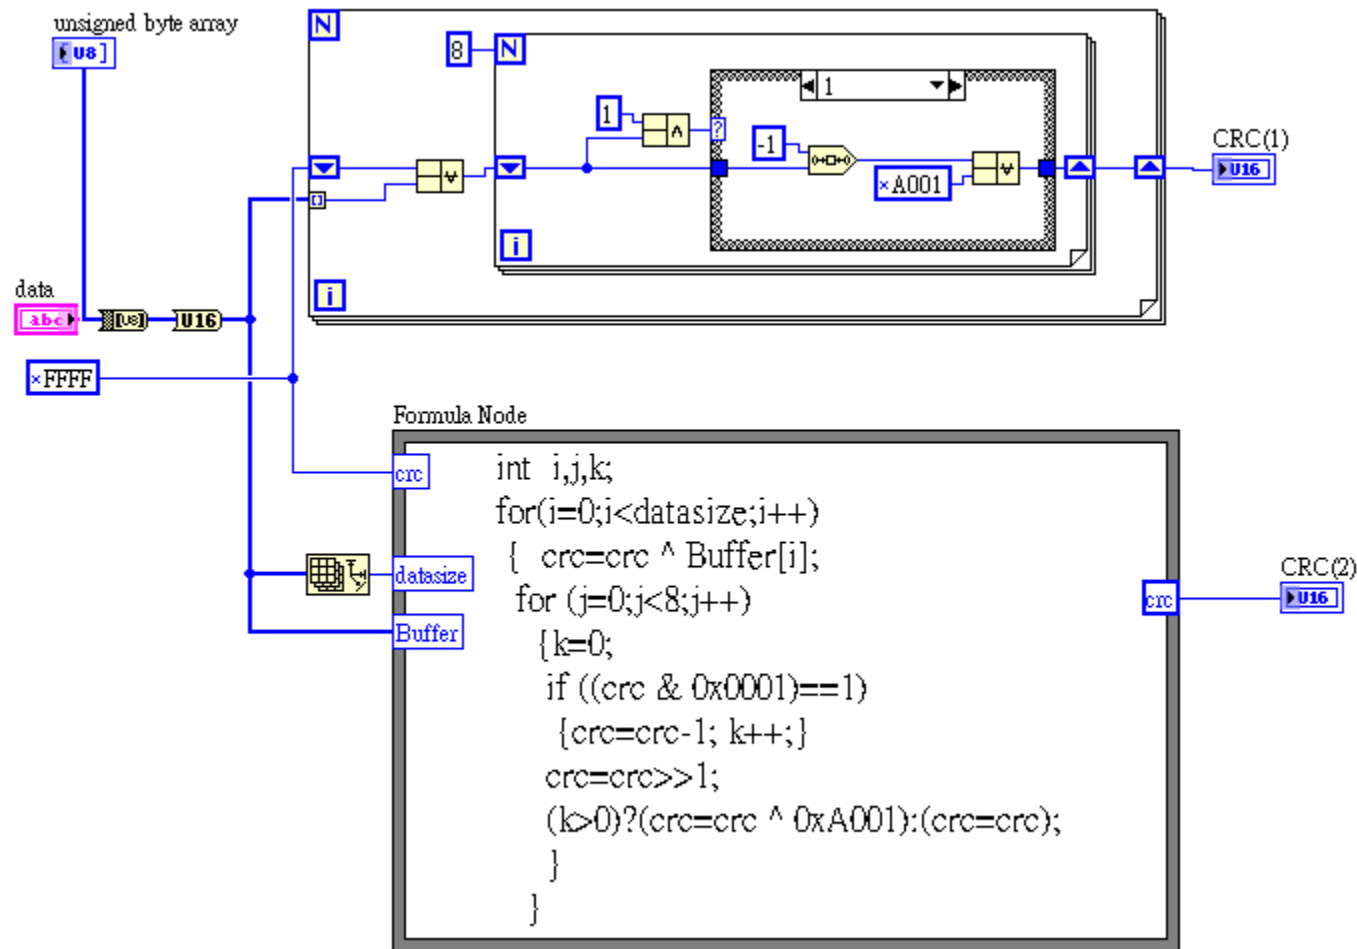 unsigned byte array
[U8]
N
8
N
1
1
?
-1
×A001
CRC(1)
U16
i
i
data
abc
[U8]
U16
×FFFF
Formula Node
crc
int i,j,k;
for(i=0;i<datasize;i++)
{ crc=crc ^ Buffer[i];
datasize
for (j=0;j<8;j++)
Buffer
{k=0;
if ((crc & 0x0001)==1)
{crc=crc-1; k++;}
crc=crc>>1;
(k>0)?(crc=crc ^ 0xA001):(crc=crc);
}
}
crc
CRC(2)
U16